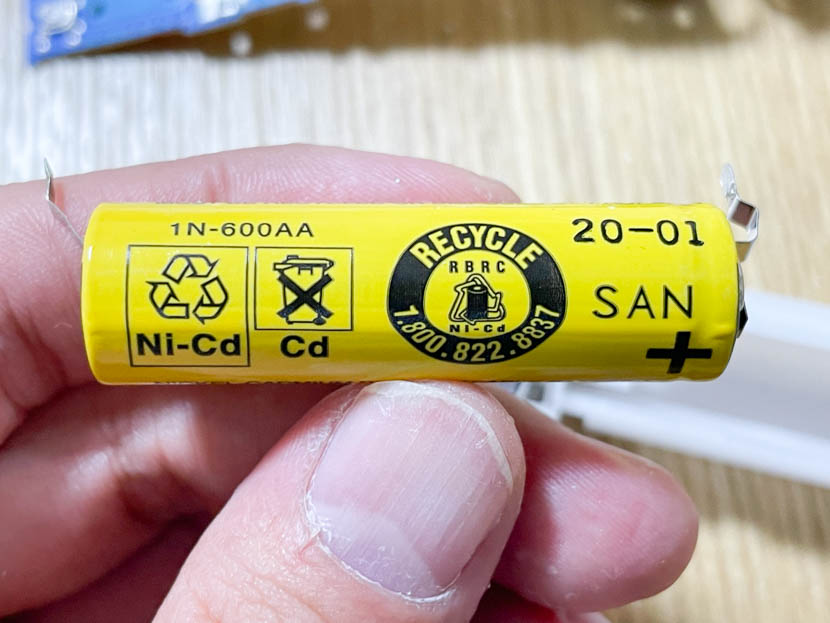 1N-600AA
Ni-Cd
Cd
RECYCLE
RBRC
Ni-Cd
1.800.822.8837
20-01
SAN
+